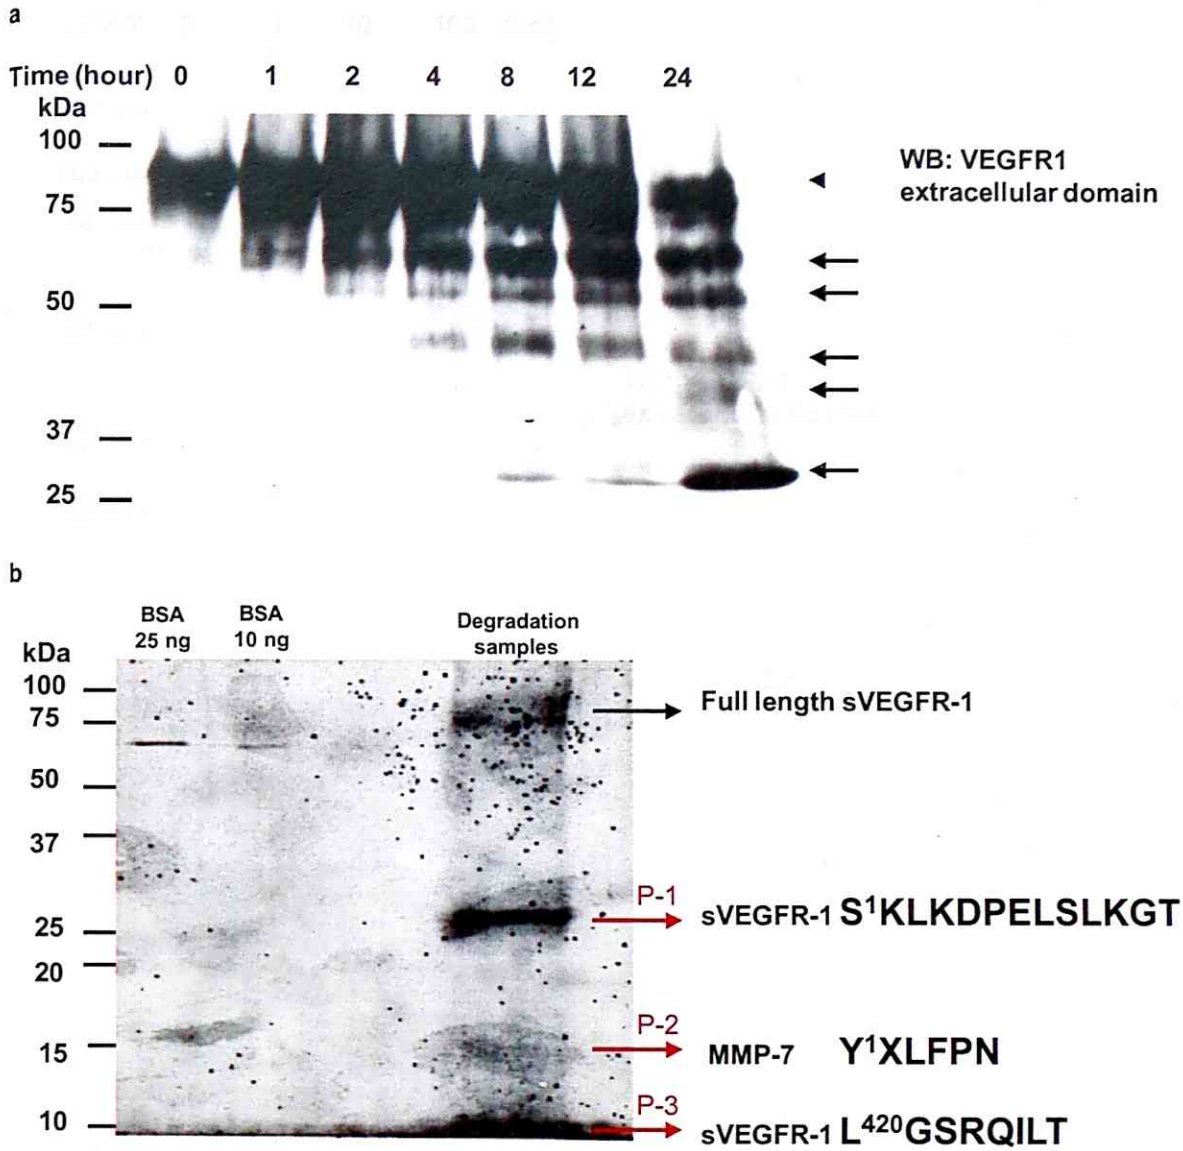 a
Time (hour) 0 1 2 4 8 12 24
kDa
100
75
50
37
25
WB: VEGFR1
extracellular domain
b
BSA
25 ng
BSA
10 ng
Degradation
samples
kDa
100
75
50
37
25
20
15
10
Full length sVEGFR-1
P-1
sVEGFR-1 S¹KLKDPELSLKGT
P-2
MMP-7 Y¹XLFPN
P-3
sVEGFR-1 L⁴²⁰GSRQILT